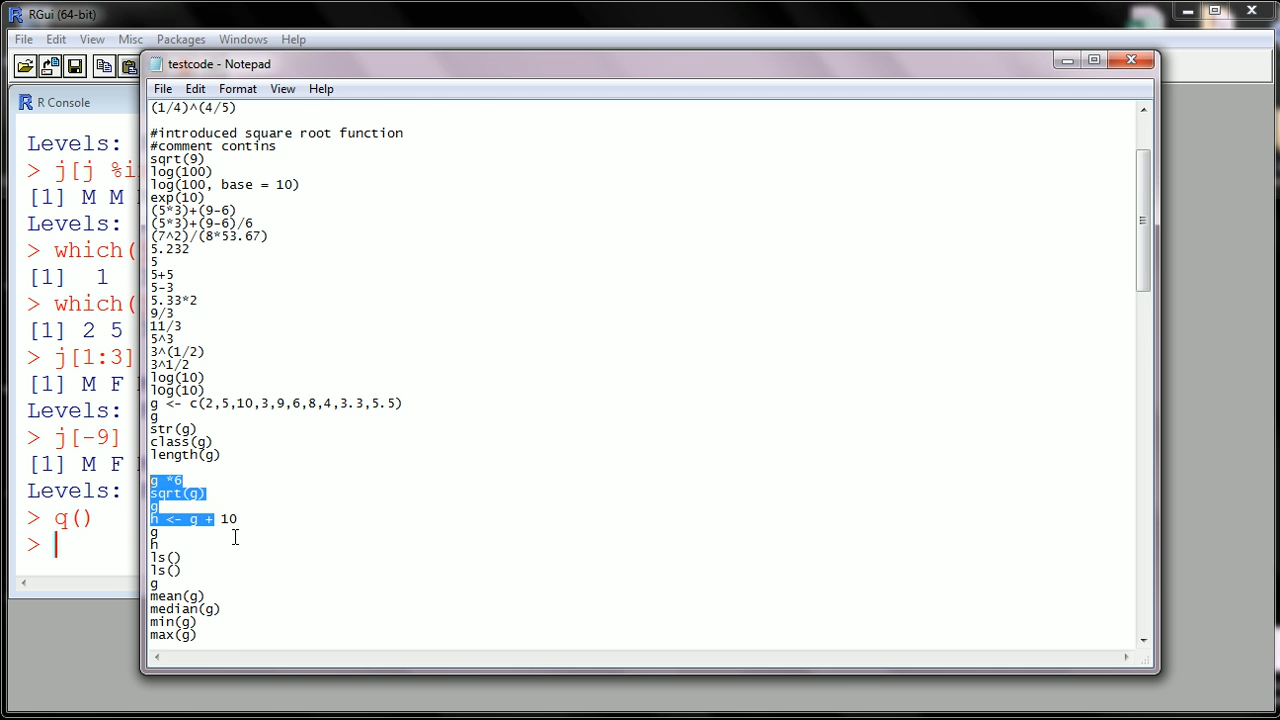 RGui (64-bit)
File Edit View Misc Packages Windows Help
testcode - Notepad
File Edit Format View Help
R Console
Levels:
> j[j %i
[1] M M
Levels:
> which(
[1] 1
> which(
[1] 2 5
> j[1:3]
[1] M F
Levels:
> j[-9]
[1] M F
Levels:
> q()
>
(1/4)^(4/5)
#introduced square root function
#comment contins
sqrt(9)
log(100)
log(100, base = 10)
exp(10)
(5*3)+(9-6)
(5*3)+(9-6)/6
(7^2)/(8*53.67)
5.232
5
5+5
5-3
5.33*2
9/3
11/3
5^3
3^(1/2)
3^1/2
log(10)
log(10)
g <- c(2,5,10,3,9,6,8,4,3.3,5.5)
g
str(g)
class(g)
length(g)
g *6
sqrt(g)
g
h <- g + 10
g
h
ls()
ls()
g
mean(g)
median(g)
min(g)
max(g)